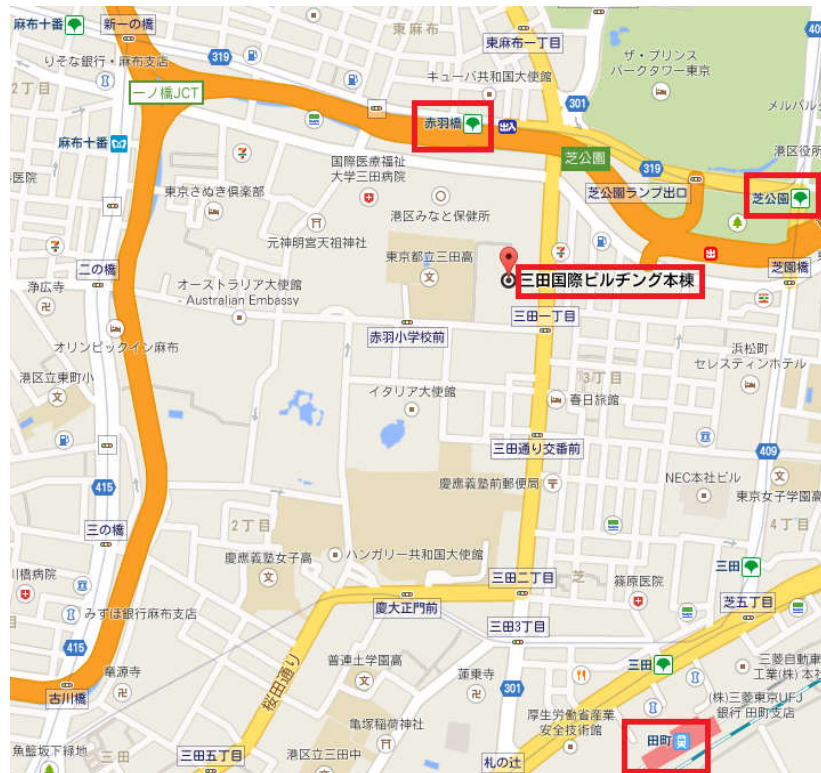 麻布十番
新一の橋
東麻布
409
りそな銀行・麻布支店
319
東麻布一丁目
ザ・プリンス
パークタワー東京
2丁目
一ノ橋JCT
キューバ共和国大使館
301
メルパルク
赤羽橋
出入
麻布十番
国際医療福祉
大学三田病院
芝公園
319
港区役所
医院
東京さぬき倶楽部
港区みなと保健所
芝公園ランプ出口
芝公園
元神明宮天祖神社
東京都立三田高
出
二の橋
浄広寺
オーストラリア大使館
- Australian Embassy
三田国際ビルヂング本棟
芝園橋
三田一丁目
赤羽小学校前
オリンピックイン麻布
浜松町
セレスティンホテル
港区立東町小
3丁目
イタリア大使館
春日旅館
三田通り交番前
409
415
慶應義塾前郵便局
NEC本社ビル
東京女子学園高
三の橋
2丁目
4丁目
慶應義塾女子高
ハンガリー共和国大使館
川橋病院
三田二丁目
芝
篠原医院
三田
みずほ銀行麻布支店
慶大正門前
芝五丁目
三田3丁目
415
普連土学園高
三田
三菱自動車
工業(株) 本社
竜源寺
蓮乗寺
古川橋
桜田通り
301
(株)三菱東京UFJ
銀行 田町支店
亀塚稲荷神社
厚生労働省産業
安全技術館
田町
魚籃坂下緑地
三田
三田五丁目
港区立三田中
札の辻